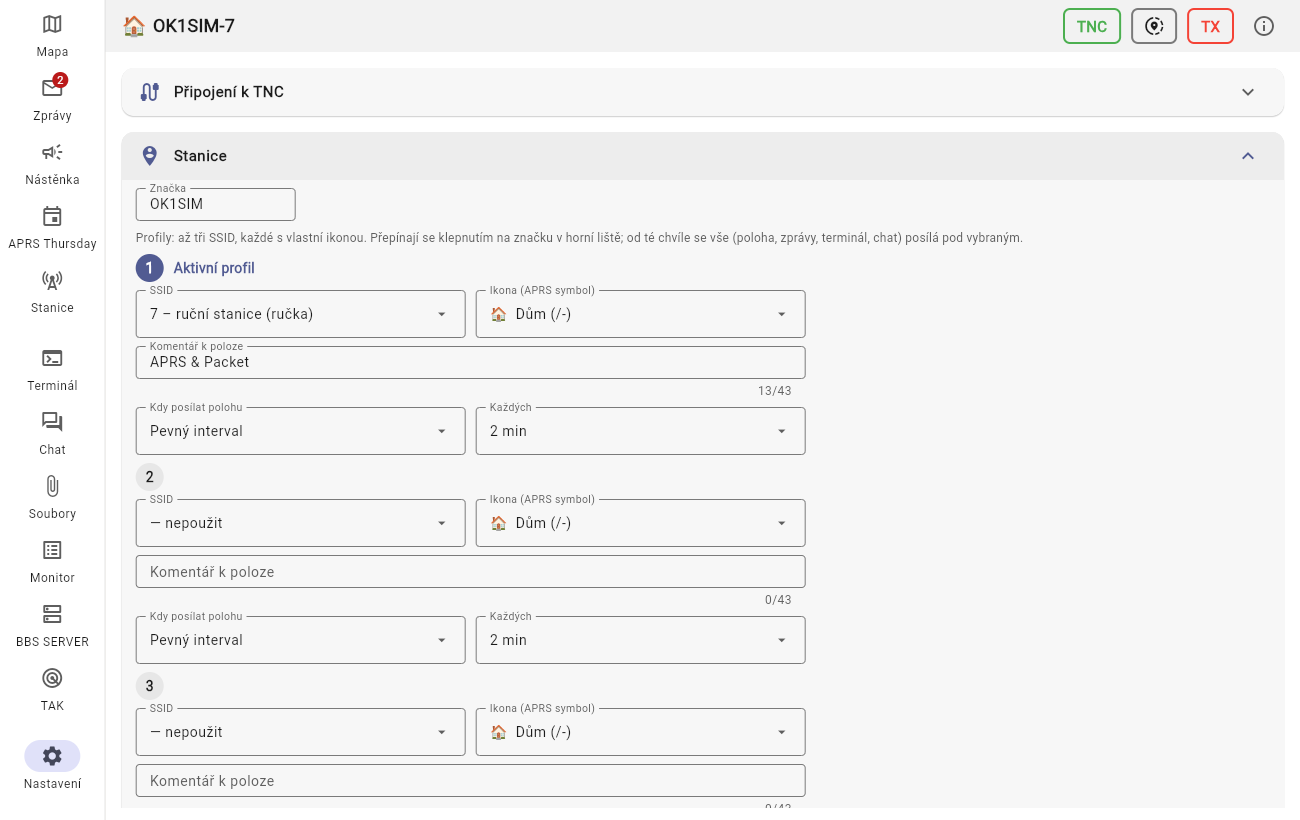 OK1SIM-7
TNC
TX
Mapa
2
Zprávy
Nástěnka
APRS Thursday
Stanice
Terminál
Chat
Soubory
Monitor
BBS SERVER
TAK
Nastavení
Připojení k TNC
Stanice
Značka
OK1SIM
Profily: až tři SSID, každé s vlastní ikonou. Přepínají se klepnutím na značku v horní liště; od té chvíle se vše (poloha, zprávy, terminál, chat) posílá pod vybraným.
1 Aktivní profil
SSID
7 – ruční stanice (ručka)
Ikona (APRS symbol)
Dům (/-)
Komentář k poloze
APRS & Packet
13/43
Kdy posílat polohu
Pevný interval
Každých
2 min
2
SSID
— nepoužit
Ikona (APRS symbol)
Dům (/-)
Komentář k poloze
0/43
Kdy posílat polohu
Pevný interval
Každých
2 min
3
SSID
— nepoužit
Ikona (APRS symbol)
Dům (/-)
Komentář k poloze
0/43